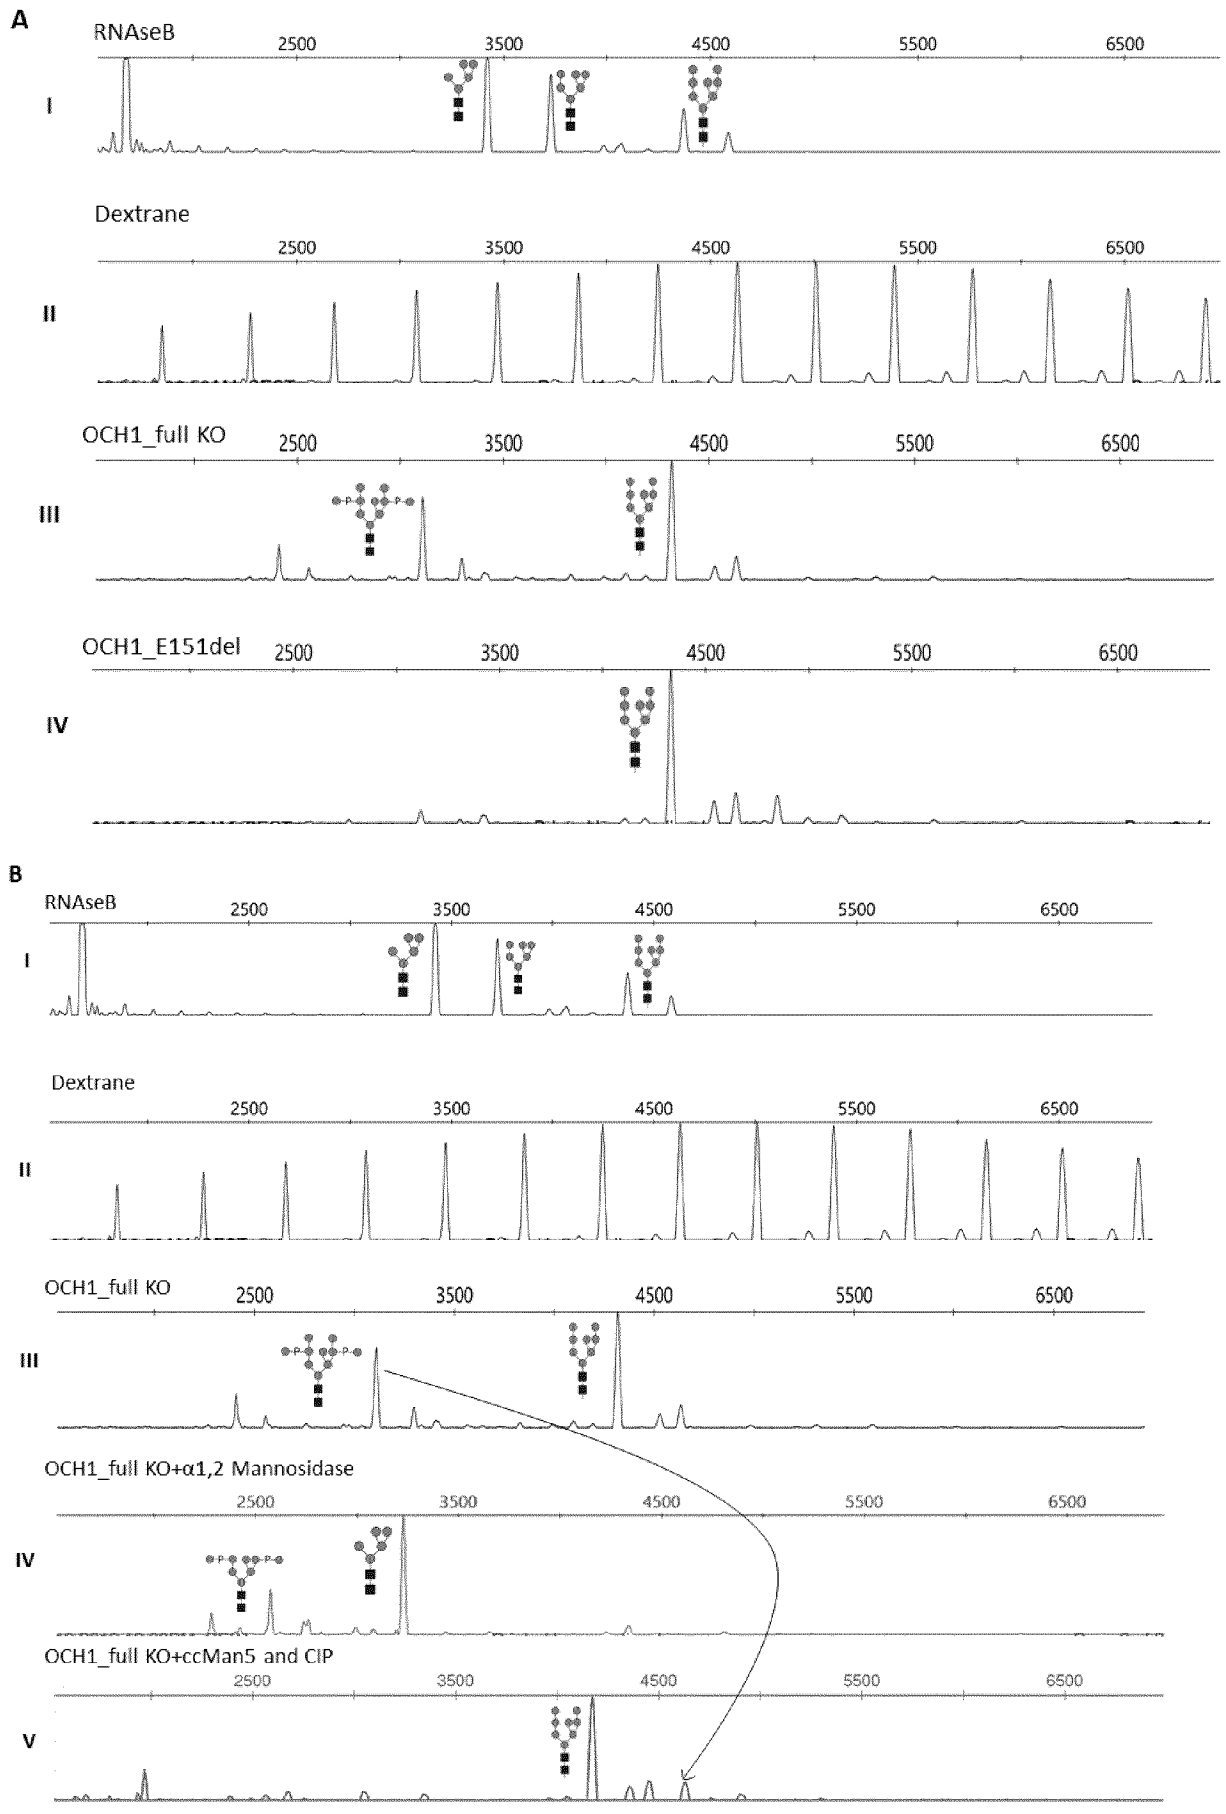 A
RNAseB
2500 3500 4500 5500 6500
I
Dextrane
2500 3500 4500 5500 6500
II
OCH1_full KO
2500 3500 4500 5500 6500
P P
III
OCH1_E151del
2500 3500 4500 5500 6500
IV
B
RNAseB
2500 3500 4500 5500 6500
I
Dextrane
2500 3500 4500 5500 6500
II
OCH1_full KO
2500 3500 4500 5500 6500
P P
III
OCH1_full KO+α1,2 Mannosidase
2500 3500 4500 5500 6500
P P
IV
OCH1_full KO+ccMan5 and CIP
2500 3500 4500 5500 6500
V